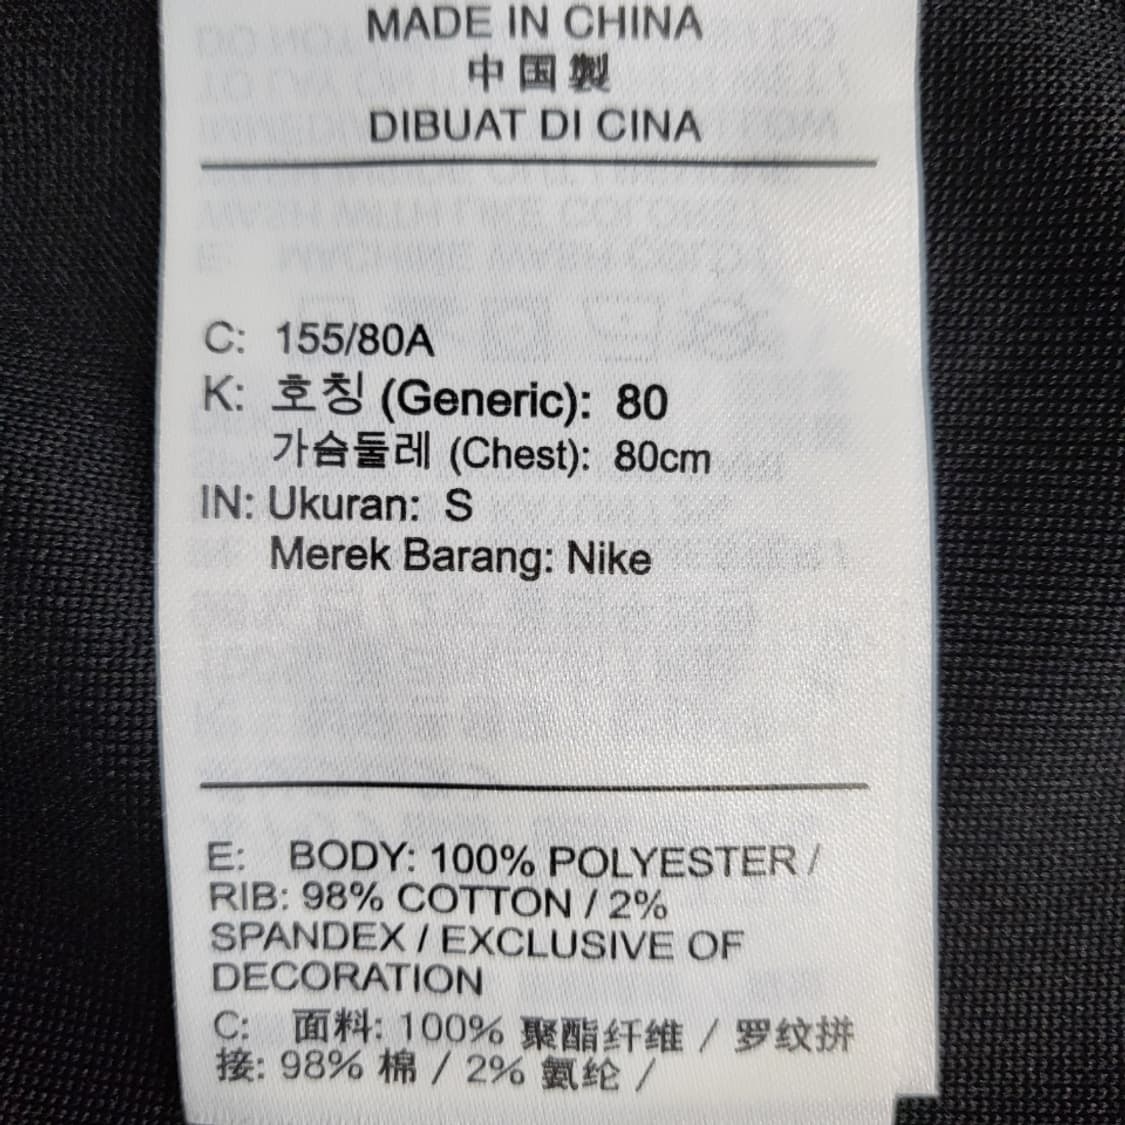 MADE IN CHINA
中国製
DIBUAT DI CINA
C: 155/80A
K: 호칭 (Generic): 80
가슴둘레 (Chest): 80cm
IN: Ukuran: S
Merek Barang: Nike
E: BODY: 100% POLYESTER /
RIB: 98% COTTON / 2%
SPANDEX / EXCLUSIVE OF
DECORATION
C: 面料: 100% 聚酯纤维 / 罗纹拼
接: 98% 棉 / 2% 氨纶 /